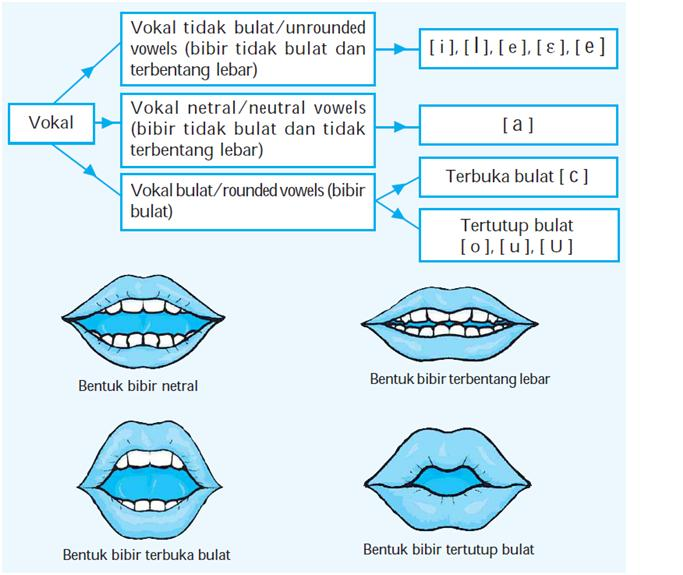 Vokal
Vokal tidak bulat/unrounded
vowels (bibir tidak bulat dan
terbentang lebar)
[ i ], [ I ], [ e ], [ ɛ ], [ e ]
Vokal netral/neutral vowels
(bibir tidak bulat dan tidak
terbentang lebar)
[ a ]
Vokal bulat/rounded vowels (bibir
bulat)
Terbuka bulat [ C ]
Tertutup bulat
[ o ], [ u ], [ U ]
Bentuk bibir netral
Bentuk bibir terbentang lebar
Bentuk bibir terbuka bulat
Bentuk bibir tertutup bulat